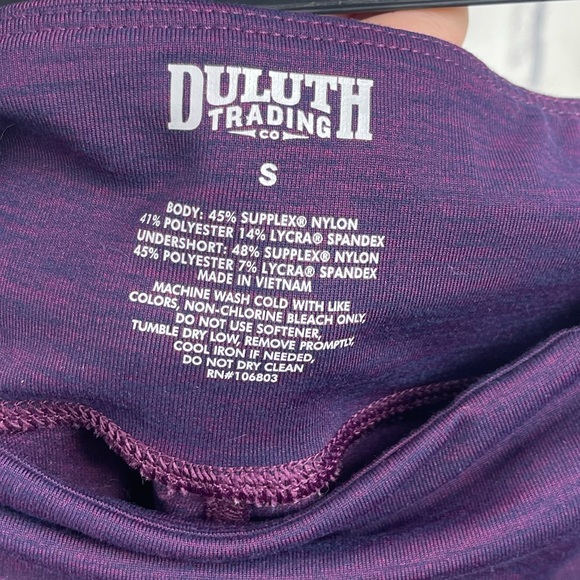 DULUTH
TRADING
CO
S
BODY: 45% SUPPLEX® NYLON
41% POLYESTER 14% LYCRA® SPANDEX
UNDERSHORT: 48% SUPPLEX® NYLON
45% POLYESTER 7% LYCRA® SPANDEX
MADE IN VIETNAM
MACHINE WASH COLD WITH LIKE
COLORS, NON-CHLORINE BLEACH ONLY,
DO NOT USE SOFTENER,
TUMBLE DRY LOW, REMOVE PROMPTLY,
COOL IRON IF NEEDED,
DO NOT DRY CLEAN
RN#106803